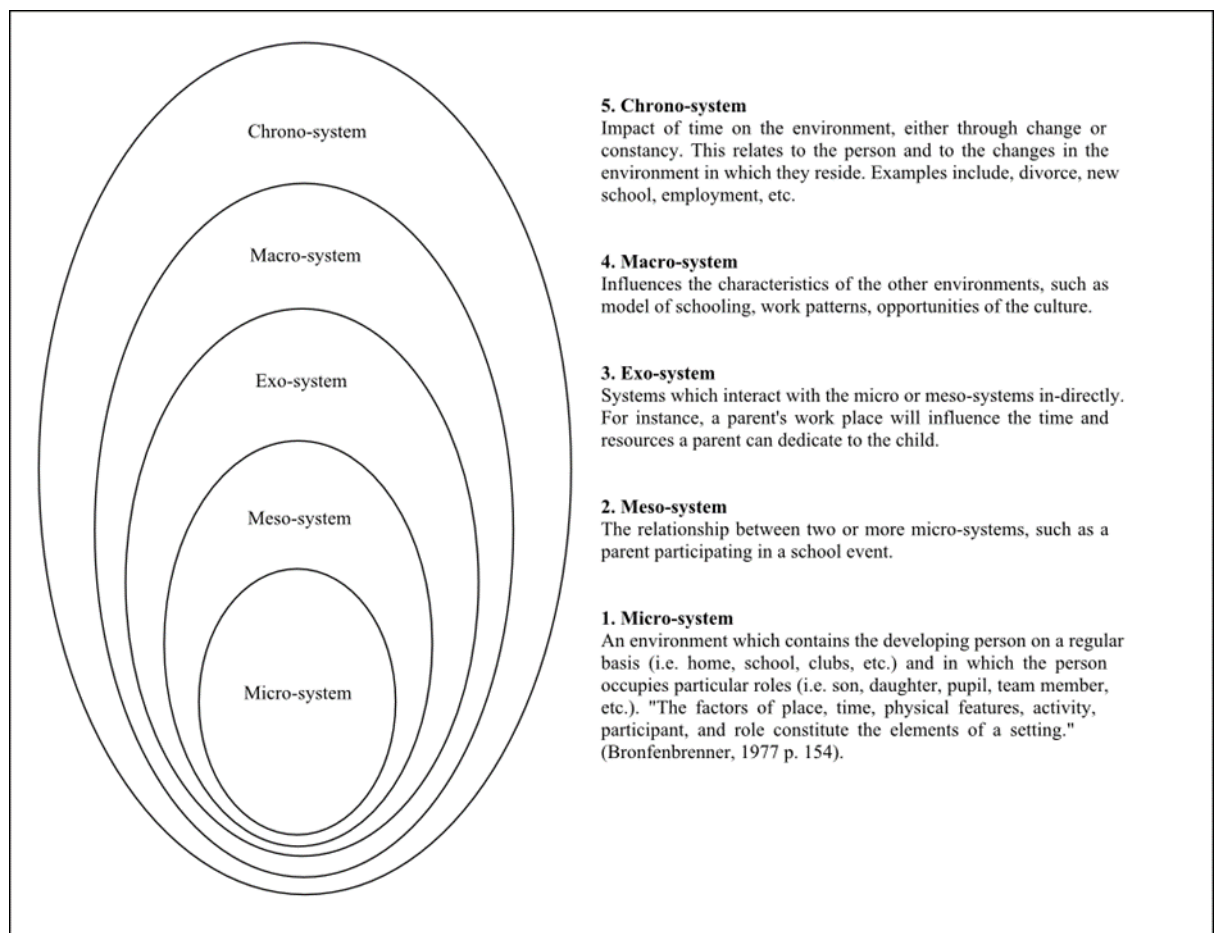 Chrono-system
Macro-system
Exo-system
Meso-system
Micro-system
5. Chrono-system
Impact of time on the environment, either through change or
constancy. This relates to the person and to the changes in the
environment in which they reside. Examples include, divorce, new
school, employment, etc.
4. Macro-system
Influences the characteristics of the other environments, such as
model of schooling, work patterns, opportunities of the culture.
3. Exo-system
Systems which interact with the micro or meso-systems in-directly.
For instance, a parent's work place will influence the time and
resources a parent can dedicate to the child.
2. Meso-system
The relationship between two or more micro-systems, such as a
parent participating in a school event.
1. Micro-system
An environment which contains the developing person on a regular
basis (i.e. home, school, clubs, etc.) and in which the person
occupies particular roles (i.e. son, daughter, pupil, team member,
etc.). "The factors of place, time, physical features, activity,
participant, and role constitute the elements of a setting."
(Bronfenbrenner, 1977 p. 154).